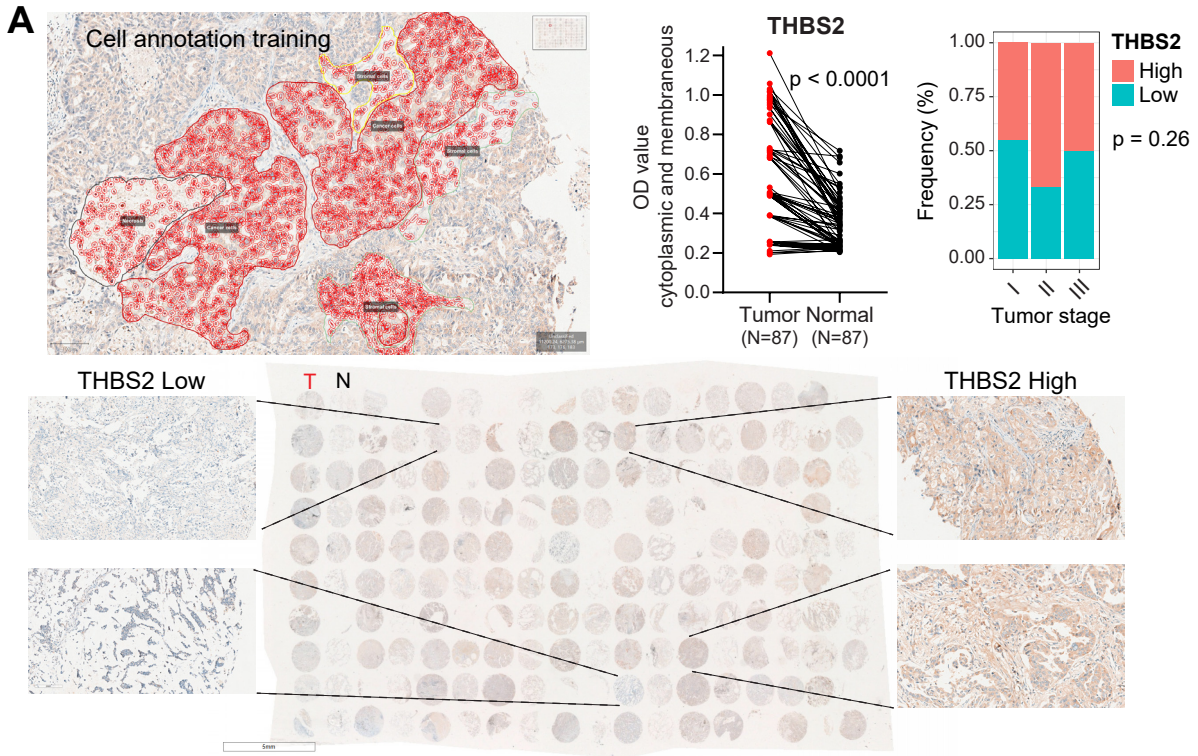 A
Cell annotation training
Stromal cells
Cancer cells
Stromal cells
Necrosis
Cancer cells
Stromal cells
THBS2
p < 0.0001
OD value
cytoplasmic and membraneous
1.2
1.0
0.8
0.6
0.4
0.2
0.0
Tumor Normal
(N=87) (N=87)
Frequency (%)
1.00
0.75
0.50
0.25
0.00
I II III
Tumor stage
THBS2
High
Low
p = 0.26
THBS2 Low
T N
THBS2 High
5mm